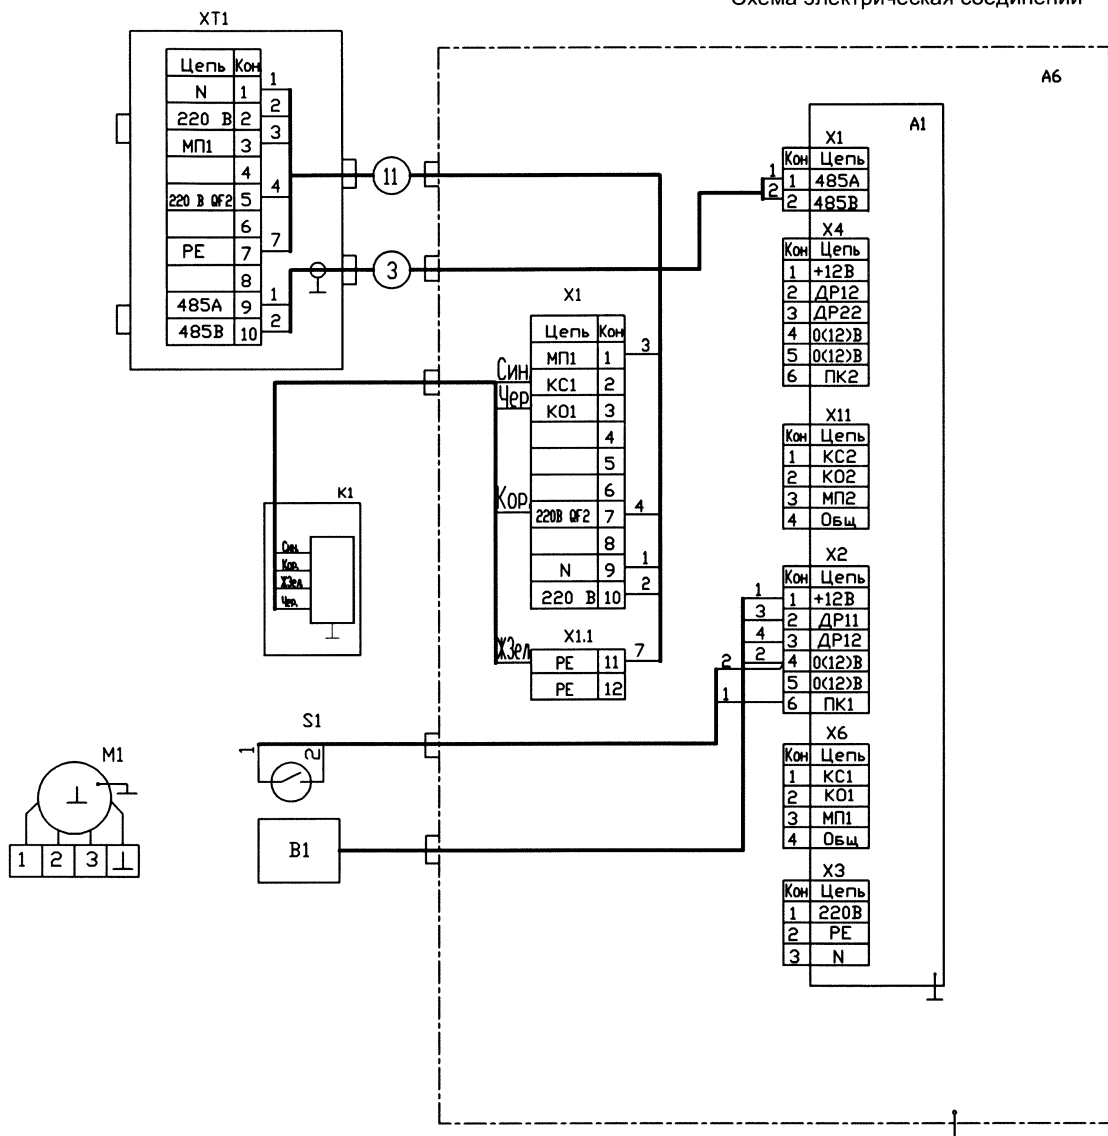 Схема электрическая соединений
XT1
Цепь Кон
N 1
220 В 2
МП1 3
4
220 В QF2 5
6
PE 7
8
485A 9
485B 10
1
2
3
4
7
1
2
11
3
A6
A1
X1
Кон Цепь
1 485A
2 485B
1
2
X4
Кон Цепь
1 +12В
2 ДР12
3 ДР22
4 0(12)В
5 0(12)В
6 ПК2
X11
Кон Цепь
1 КС2
2 КО2
3 МП2
4 Общ
X2
Кон Цепь
1 +12В
2 ДР11
3 ДР12
4 0(12)В
5 0(12)В
6 ПК1
1
3
4
2
2
1
X6
Кон Цепь
1 КС1
2 КО1
3 МП1
4 Общ
X3
Кон Цепь
1 220В
2 PE
3 N
X1
Цепь Кон
МП1 1
КС1 2
КО1 3
4
5
6
220В QF2 7
8
N 9
220 В 10
X1.1
PE 11
PE 12
Син.
Чер
Кор.
ЖЗел
3
4
1
2
7
K1
Син.
Кор.
ЖЗел
Чер.
S1
1
2
B1
M1
1 2 3